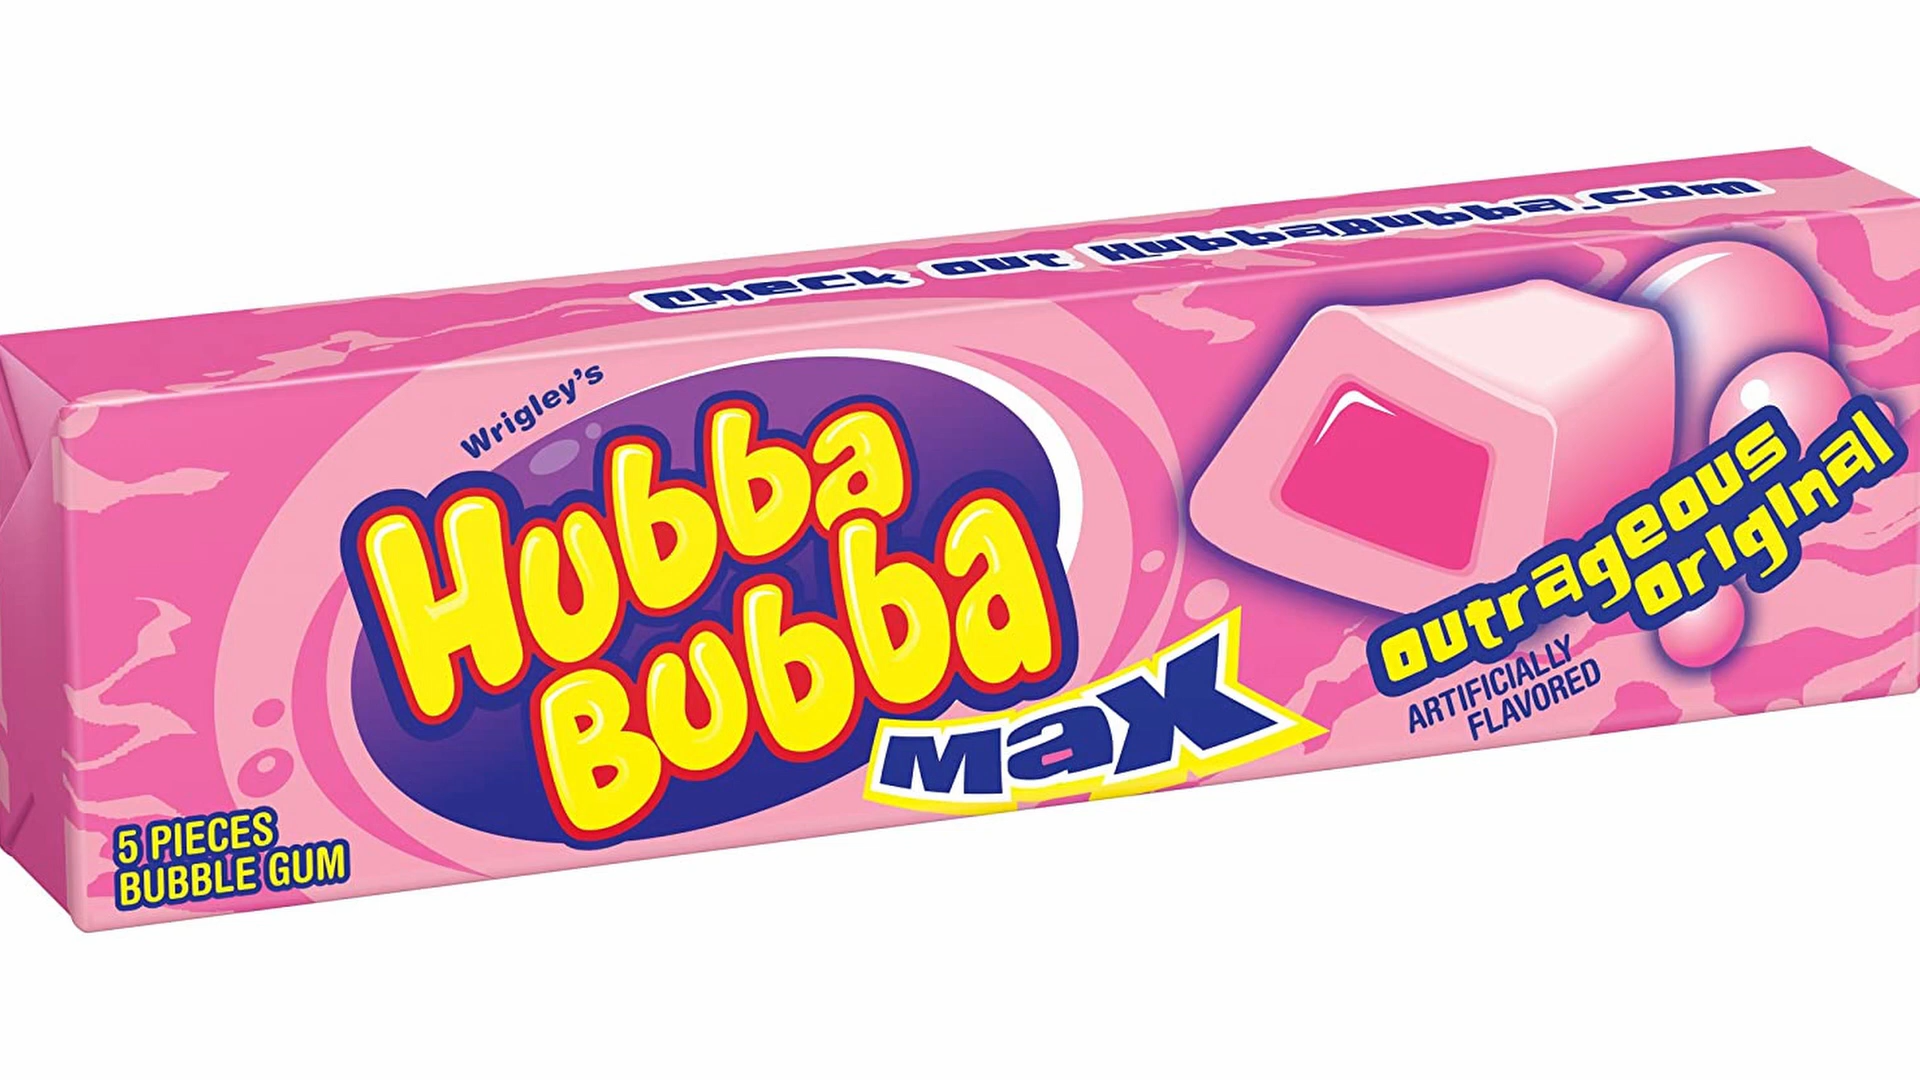 Check out HubbaBubba.com
Wrigley's
Hubba
Bubba
Max
Outrageous
Original
ARTIFICIALLY
FLAVORED
5 PIECES
BUBBLE GUM